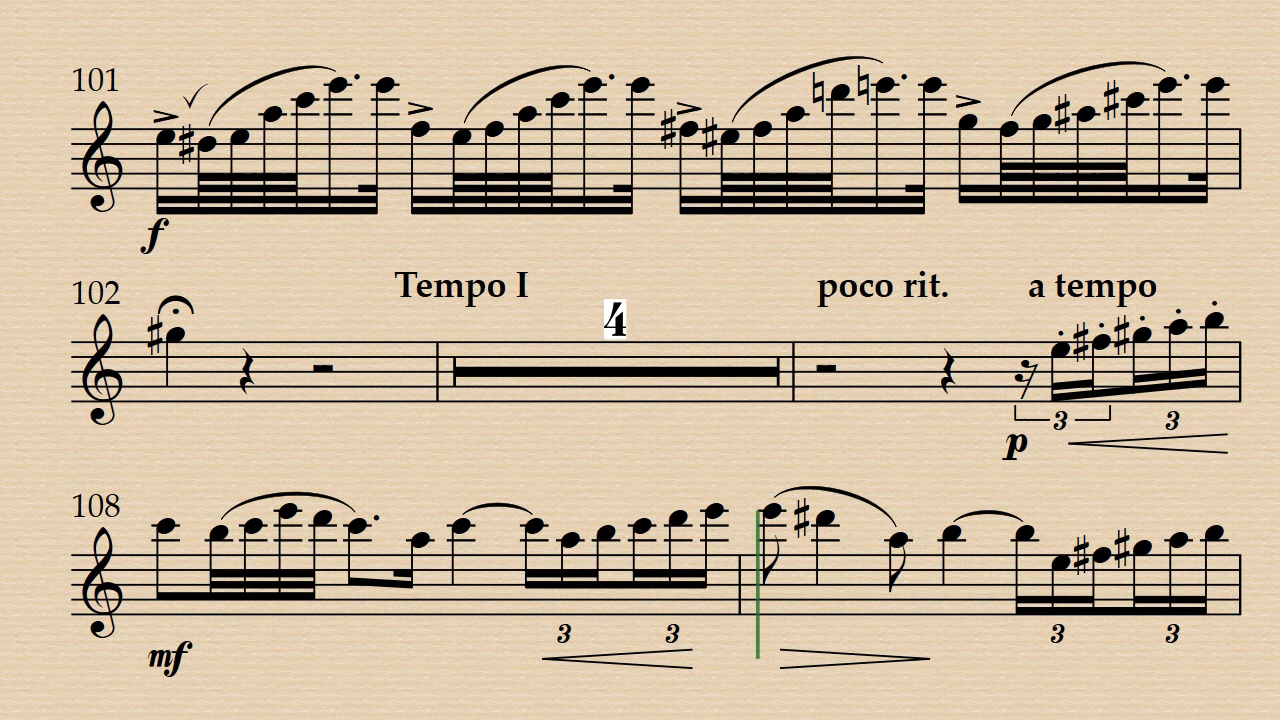 101
f
Tempo I poco rit. a tempo
102 4
3 3
p
108
3 3 3 3
mf